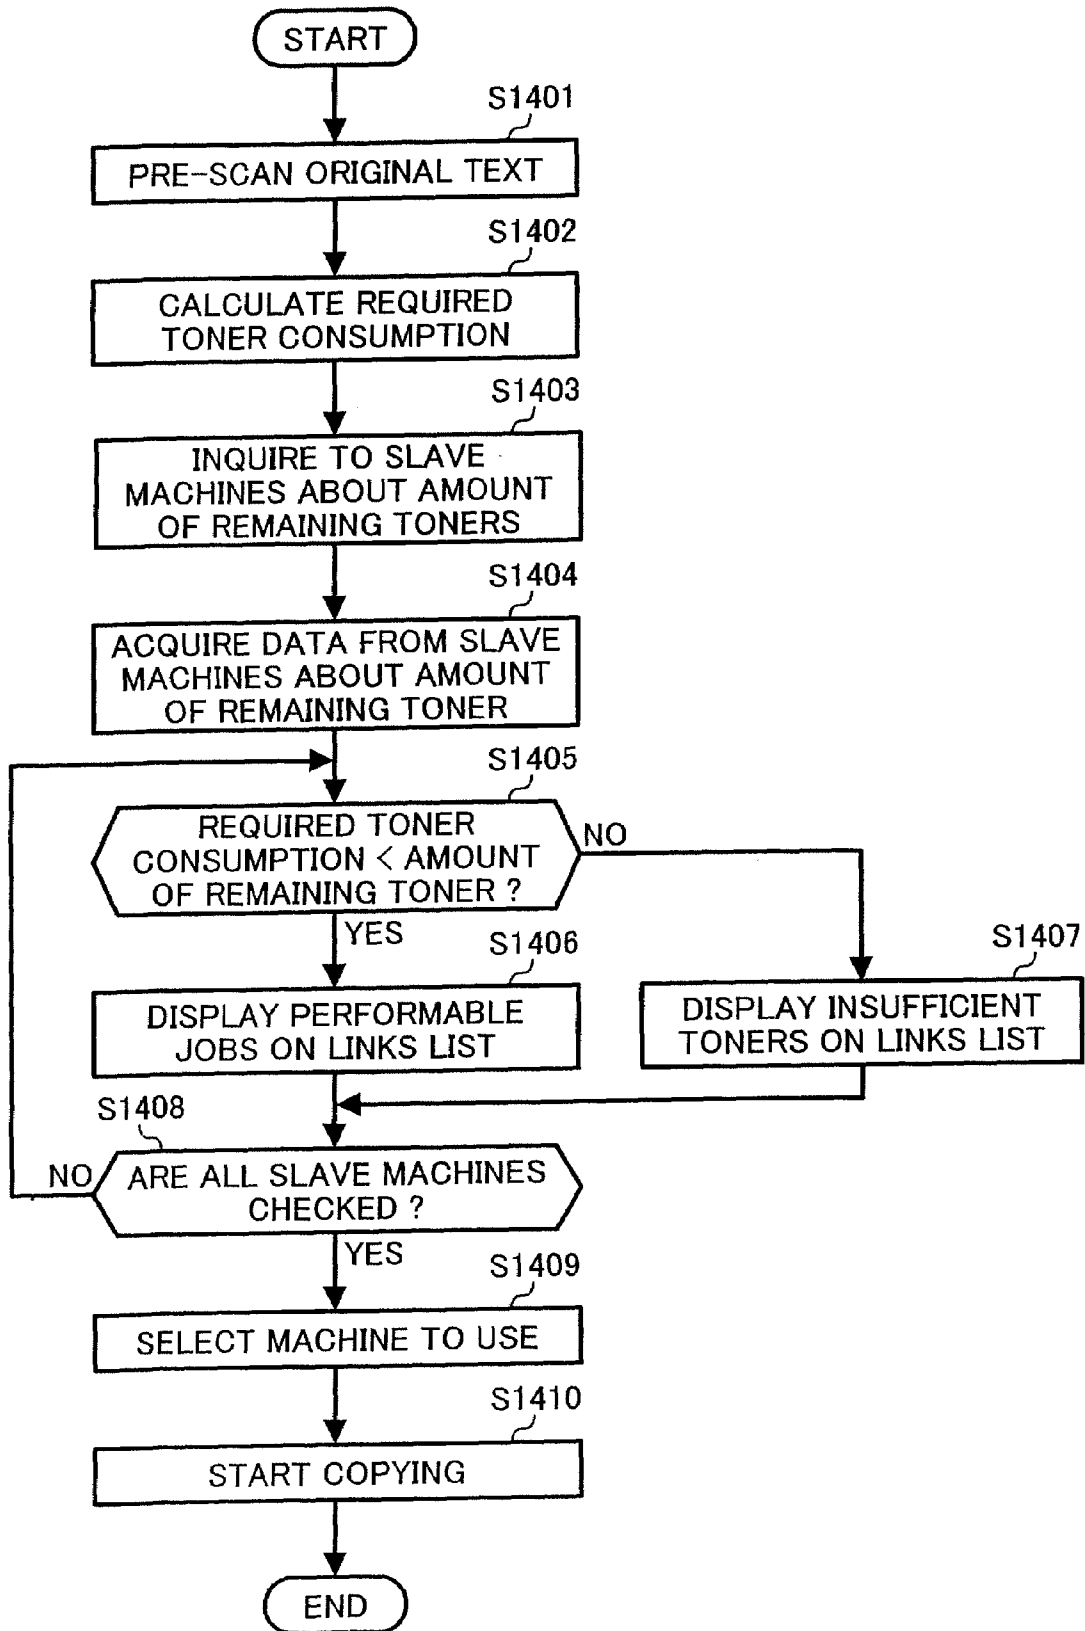 START
S1401
PRE-SCAN ORIGINAL TEXT
S1402
CALCULATE REQUIRED
TONER CONSUMPTION
S1403
INQUIRE TO SLAVE
MACHINES ABOUT AMOUNT
OF REMAINING TONERS
S1404
ACQUIRE DATA FROM SLAVE
MACHINES ABOUT AMOUNT
OF REMAINING TONER
S1405
REQUIRED TONER
CONSUMPTION < AMOUNT
OF REMAINING TONER ?
NO
YES
S1406
DISPLAY PERFORMABLE
JOBS ON LINKS LIST
S1407
DISPLAY INSUFFICIENT
TONERS ON LINKS LIST
S1408
ARE ALL SLAVE MACHINES
CHECKED ?
NO
YES
S1409
SELECT MACHINE TO USE
S1410
START COPYING
END